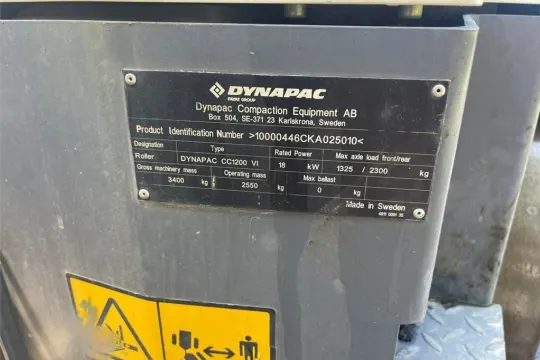 DYNAPAC
FAYAT GROUP
Dynapac Compaction Equipment AB
Box 504, SE-371 23 Karlskrona, Sweden
Product Identification Number >10000446CKA025010<
Designation Type Rated Power Max axle load front/rear
Roller DYNAPAC CC1200 VI 18 kW 1325 / 2300 kg
Gross machinery mass Operating mass Max ballast
3400 kg 2550 kg 0 kg
Made in Sweden